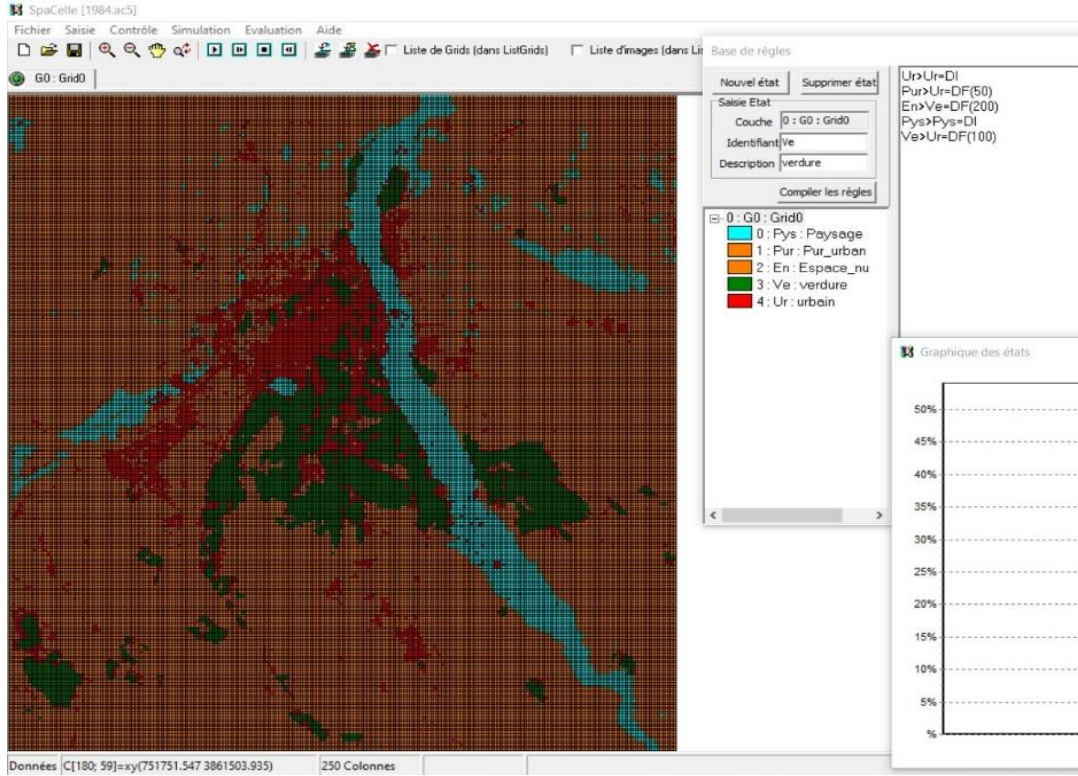 SpaCelle [1984.ac5]
Fichier Saisie Contrôle Simulation Evaluation Aide
Liste de Grids (dans ListGrids) Liste d'images (dans Lis
G0 : Grid0
Base de règles
Nouvel état Supprimer état
Saisie Etat
Couche 0 : G0 : Grid0
Identifiant Ve
Description verdure
Compiler les règles
0 : G0 : Grid0
0 : Pys : Paysage
1 : Pur : Pur_urban
2 : En : Espace_nu
3 : Ve : verdure
4 : Ur : urbain
Ur>Ur=DI
Pur>Ur=DF(50)
En>Ve=DF(200)
Pys>Pys=DI
Ve>Ur=DF(100)
Graphique des états
50%
45%
40%
35%
30%
25%
20%
15%
10%
5%
%
Données C[180; 59]=xy(751751.547 3861503.935) 250 Colonnes